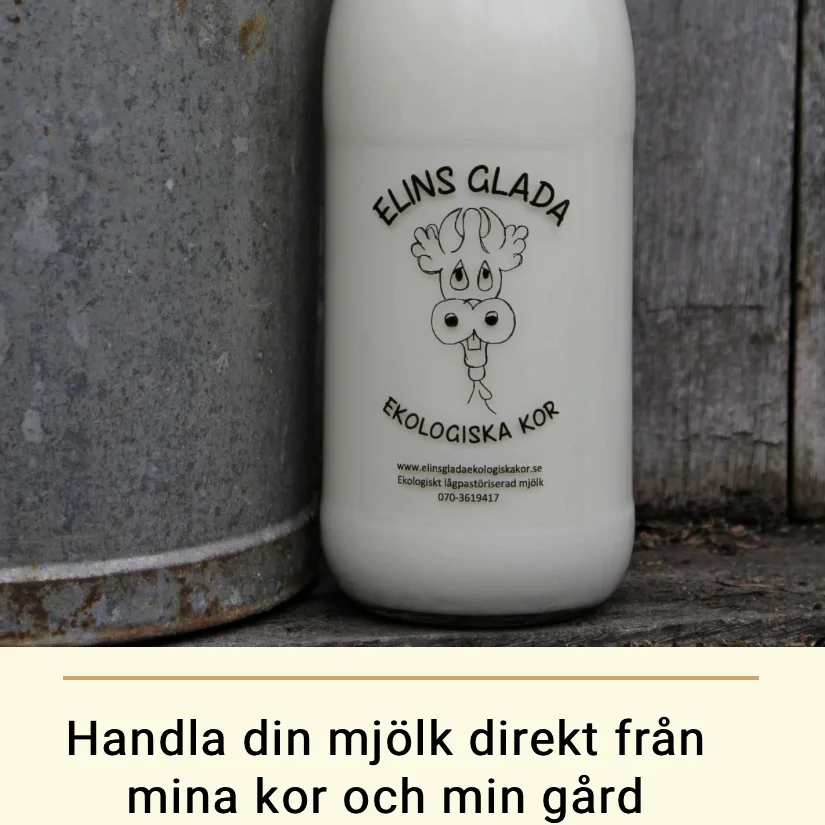 ELINS GLADA
EKOLOGISKA KOR
www.elinsgladaekologiskakor.se
Ekologiskt lågpastöriserad mjölk
070-3619417
Handla din mjölk direkt från
mina kor och min gård